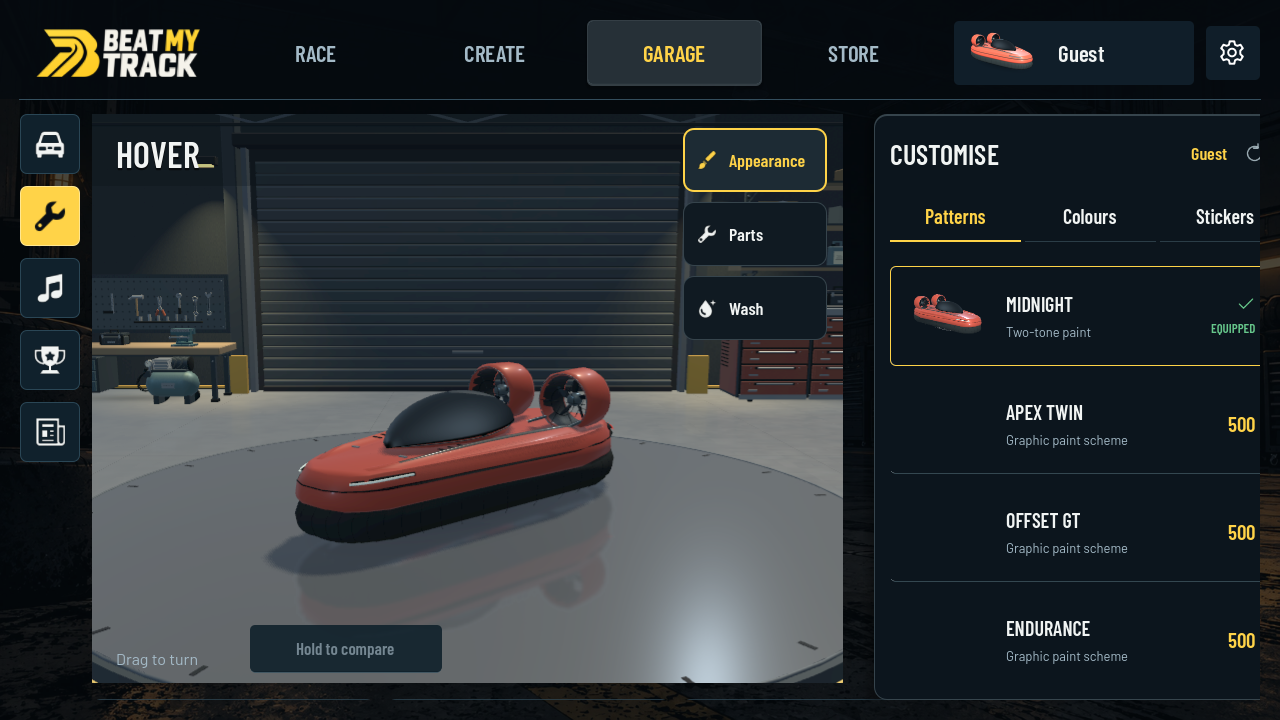 BEATMY
TRACK
RACE
CREATE
GARAGE
STORE
Guest
HOVER
Appearance
Parts
Wash
Drag to turn
Hold to compare
CUSTOMISE
Guest
Patterns
Colours
Stickers
MIDNIGHT
Two-tone paint
EQUIPPED
APEX TWIN
Graphic paint scheme
500
OFFSET GT
Graphic paint scheme
500
ENDURANCE
Graphic paint scheme
500